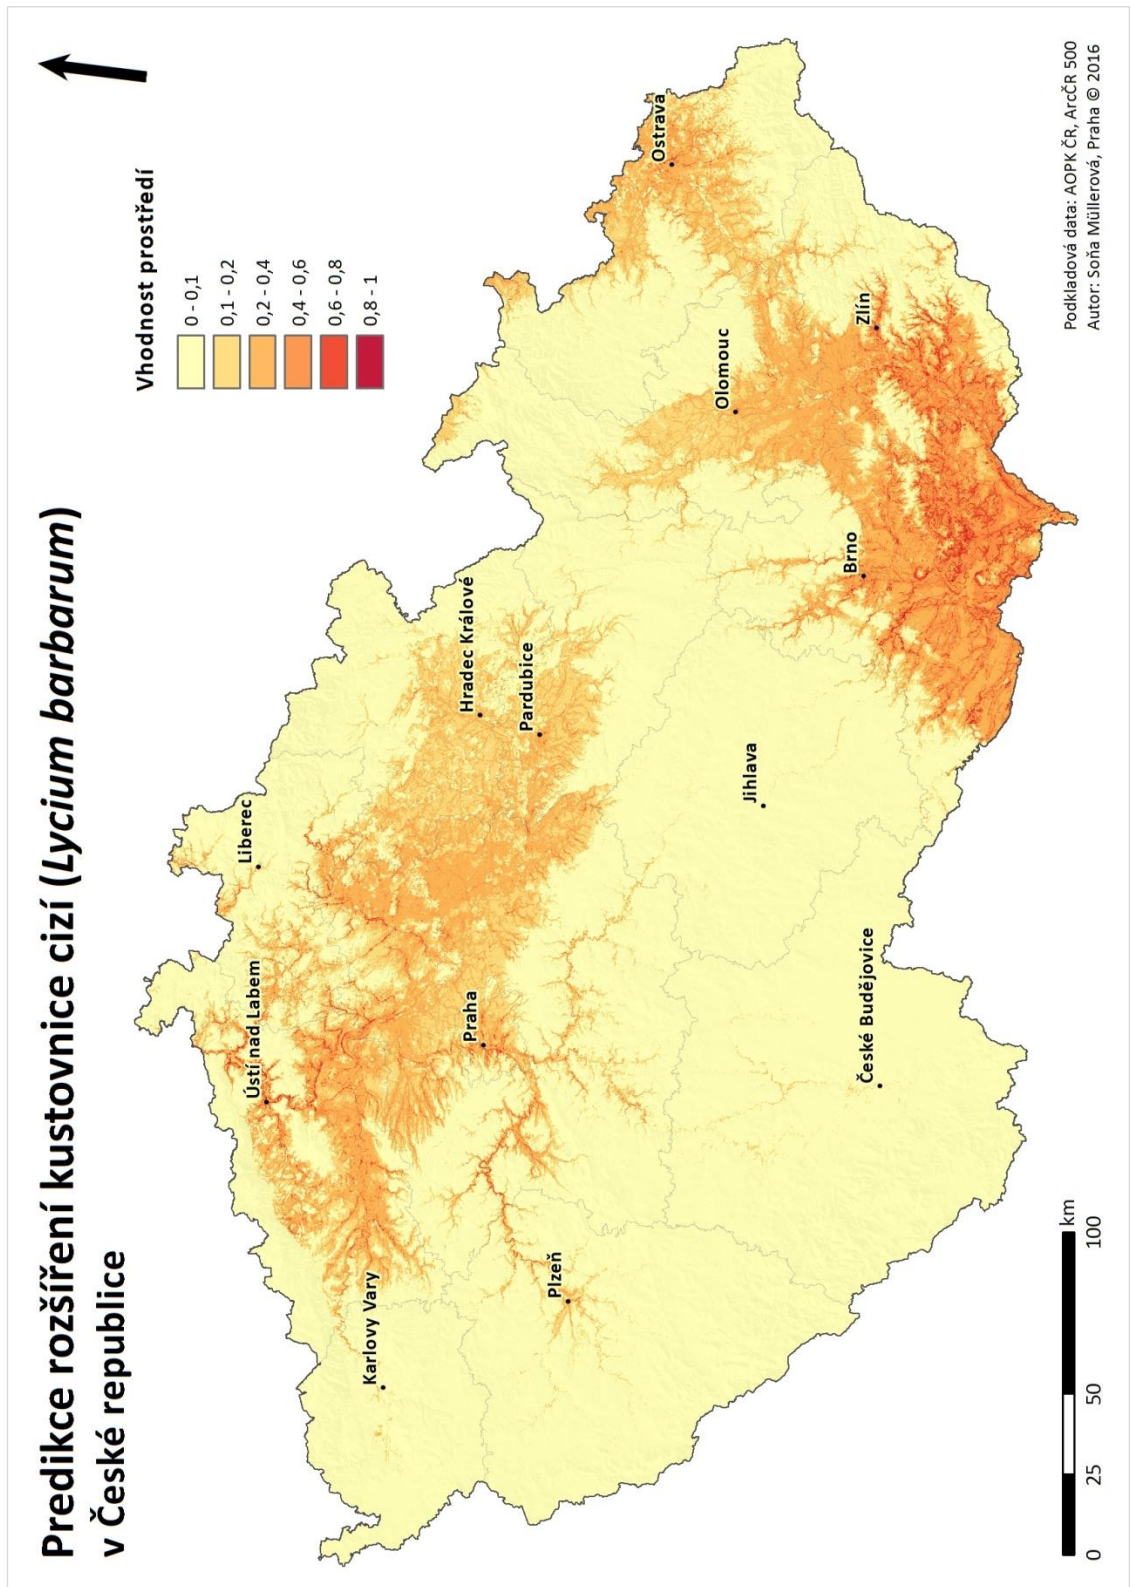 Predikce rozšíření kustovnice cizí (Lycium barbarum)
v České republice
Vhodnost prostředí
0 - 0,1
0,1 - 0,2
0,2 - 0,4
0,4 - 0,6
0,6 - 0,8
0,8 - 1
Liberec
Ústí nad Labem
Karlovy Vary
Hradec Králové
Praha
Pardubice
Plzeň
Ostrava
Olomouc
Jihlava
Brno
Zlín
České Budějovice
0 25 50 100
km
Podkladová data: AOPK ČR, ArcČR 500
Autor: Soňa Müllerová, Praha © 2016